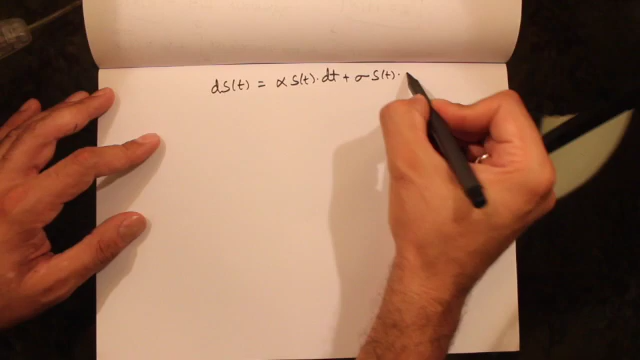 dS(t) = α S(t)·dt + σ S(t)·